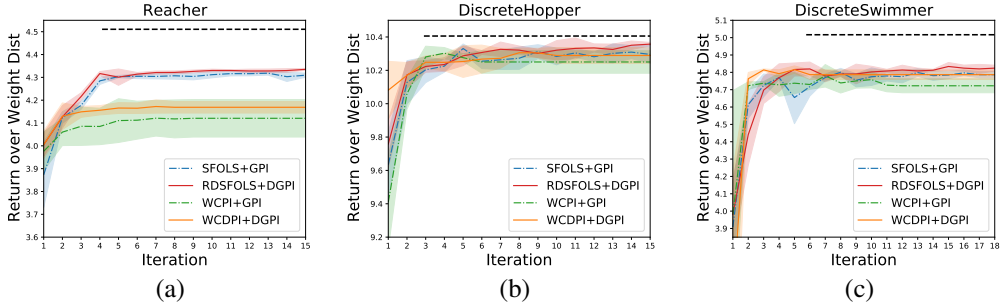 Reacher
Return over Weight Dist
4.5
4.4
4.3
4.2
4.1
4.0
3.9
3.8
3.7
3.6
1 2 3 4 5 6 7 8 9 10 11 12 13 14 15
Iteration
SFOLS+GPI
RDSFOLS+DGPI
WCPI+GPI
WCDPI+DGPI
(a)
DiscreteHopper
Return over Weight Dist
10.4
10.2
10.0
9.8
9.6
9.4
9.2
1 2 3 4 5 6 7 8 9 10 11 12 13 14 15
Iteration
SFOLS+GPI
RDSFOLS+DGPI
WCPI+GPI
WCDPI+DGPI
(b)
DiscreteSwimmer
Return over Weight Dist
5.1
5.0
4.9
4.8
4.7
4.6
4.5
4.4
4.3
4.2
4.1
4.0
3.9
1 2 3 4 5 6 7 8 9 10 11 12 13 14 15 16 17 18
Iteration
SFOLS+GPI
RDSFOLS+DGPI
WCPI+GPI
WCDPI+DGPI
(c)